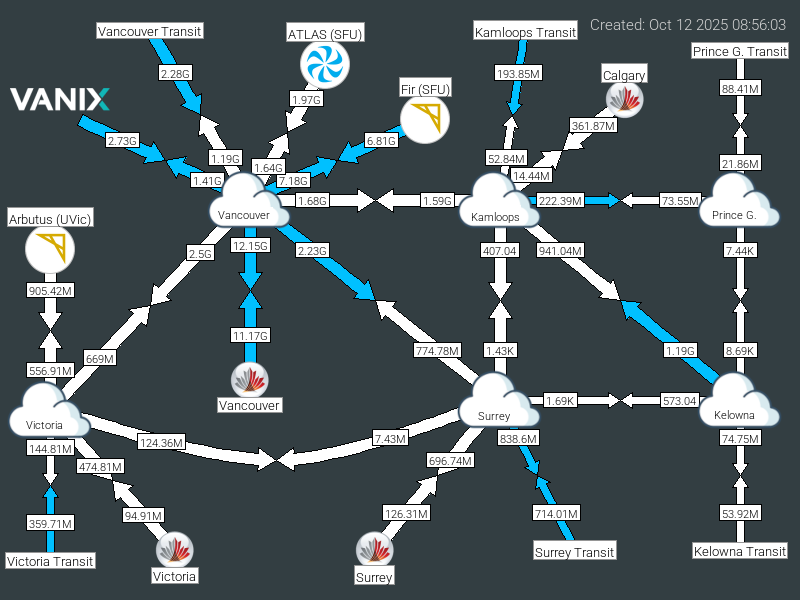 Created: Oct 12 2025 08:56:03
Vancouver Transit
ATLAS (SFU)
Kamloops Transit
Prince G. Transit
2.28G
193.85M
Calgary
Fir (SFU)
88.41M
VANIX
1.97G
361.87M
2.73G
6.81G
1.19G
52.84M
21.86M
1.64G
14.44M
1.41G
7.18G
1.68G
1.59G
222.39M
73.55M
Arbutus (UVic)
Vancouver
Kamloops
Prince G.
2.5G
12.15G
2.23G
407.04
941.04M
7.44K
905.42M
11.17G
669M
774.78M
1.43K
1.19G
8.69K
556.91M
Vancouver
1.69K
573.04
Victoria
Surrey
Kelowna
144.81M
124.36M
7.43M
838.6M
74.75M
474.81M
696.74M
359.71M
94.91M
126.31M
714.01M
53.92M
Victoria Transit
Victoria
Surrey
Surrey Transit
Kelowna Transit